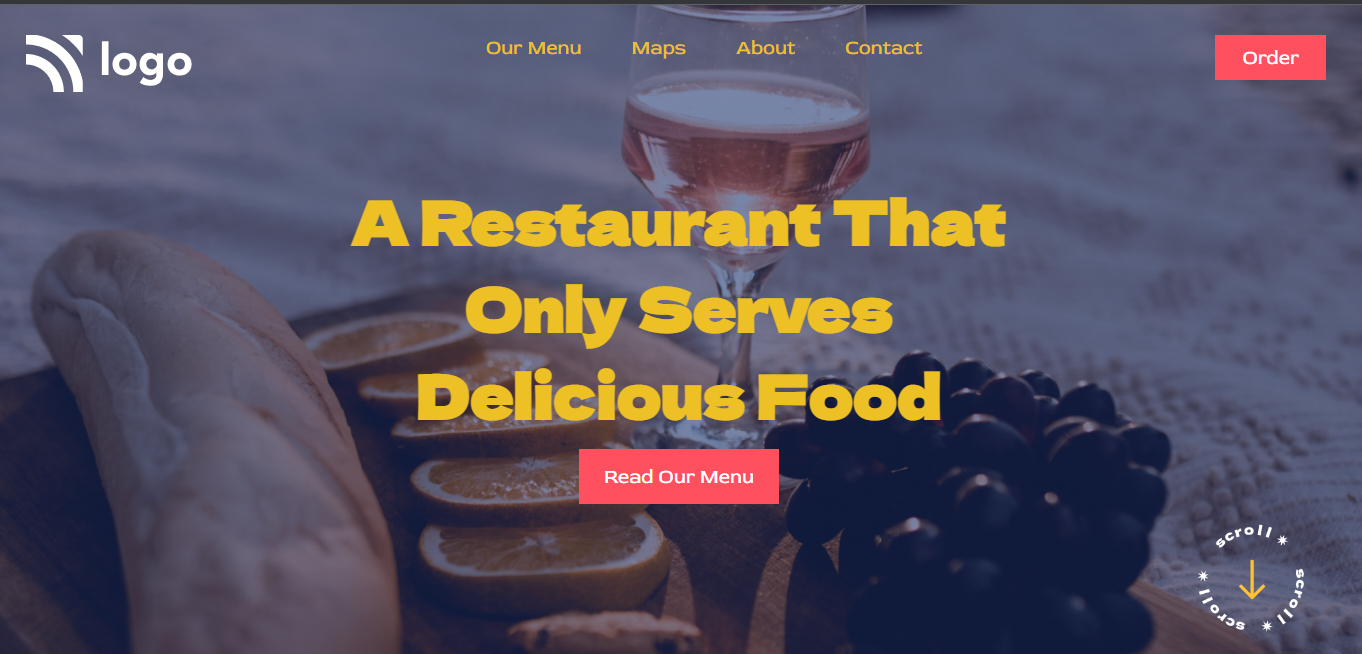 logo
Our Menu
Maps
About
Contact
Order
A Restaurant That
Only Serves
Delicious Food
Read Our Menu
scroll ✷ scroll ✷ scroll ✷